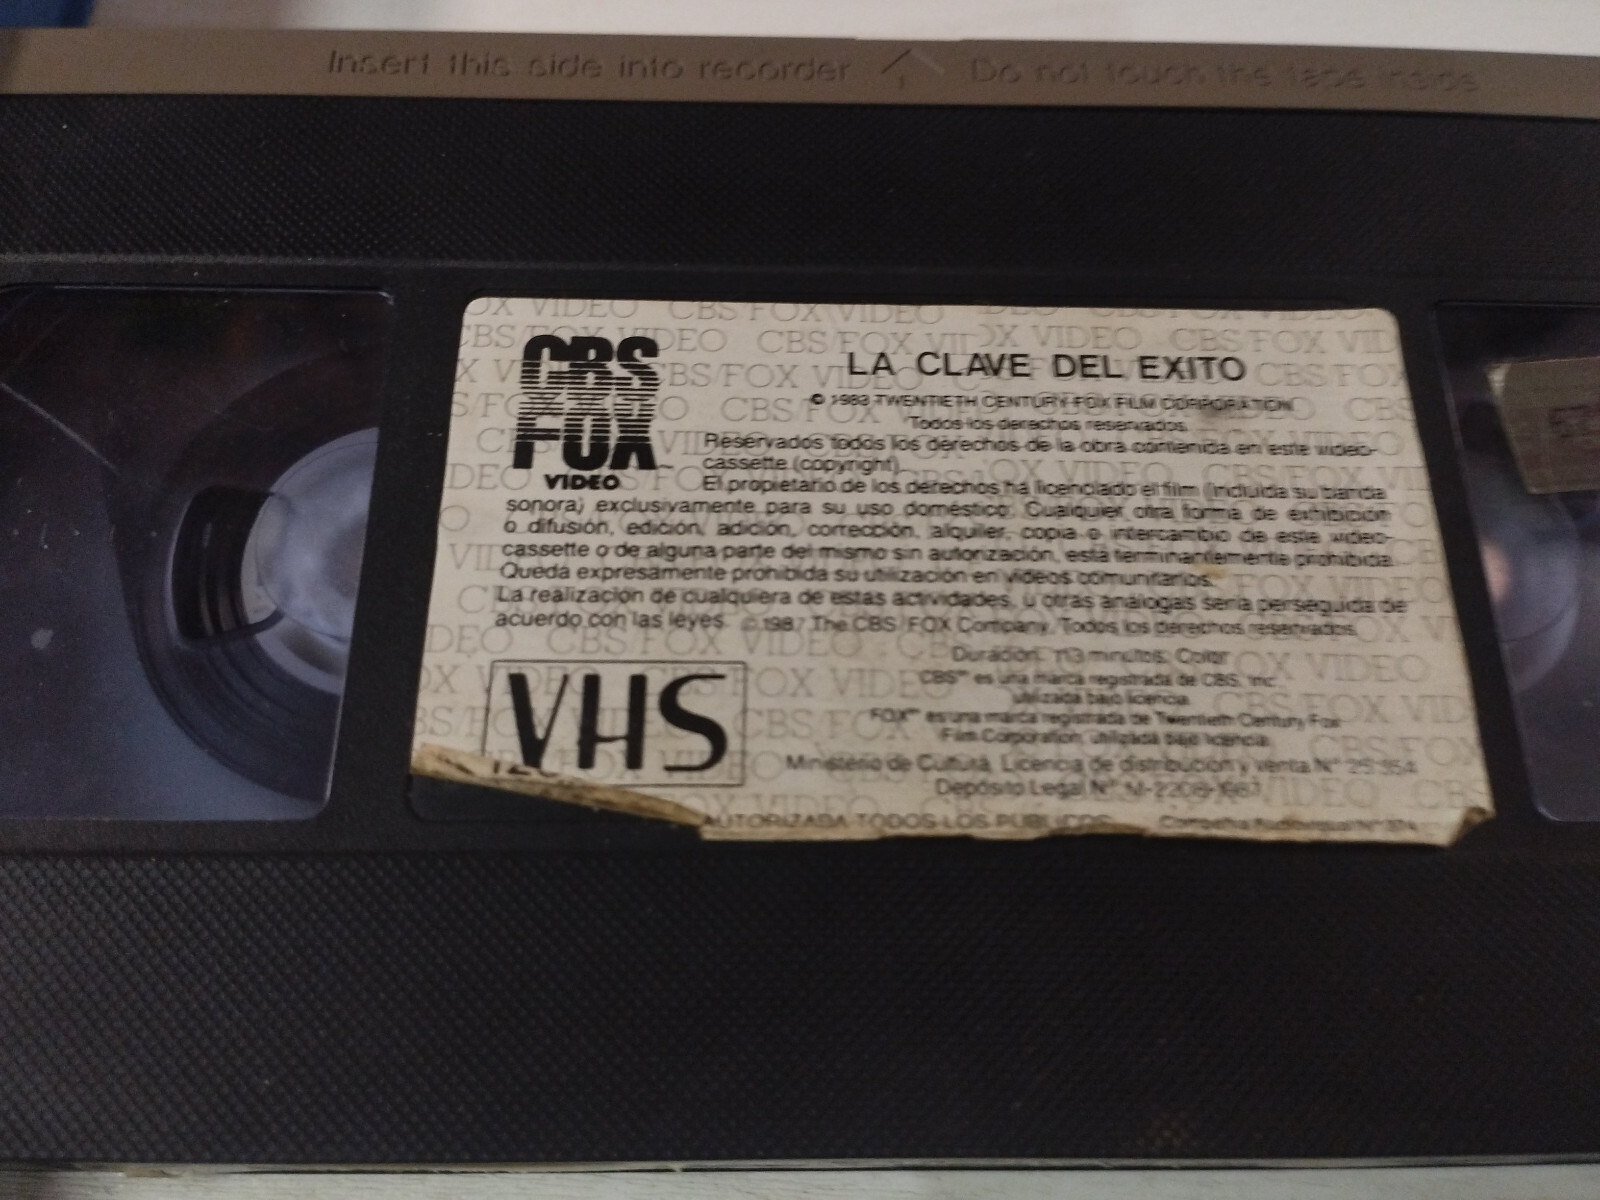 Insert this side into recorder
Do not touch the tape inside
CBS
FOX
VIDEO
LA CLAVE DEL EXITO
© 1983 TWENTIETH CENTURY-FOX FILM CORPORATION
Todos los derechos reservados.
Reservados todos los derechos de la obra contenida en este video-
cassette (copyright).
El propietario de los derechos ha licenciado el film (incluida su banda
sonora) exclusivamente para su uso doméstico. Cualquier otra forma de exhibición
o difusión, edición, adición, corrección, alquiler, copia o intercambio de este video-
cassette o de alguna parte del mismo sin autorización, está terminantemente prohibida.
Queda expresamente prohibida su utilización en videos comunitarios.
La realización de cualquiera de estas actividades, u otras análogas sería perseguida de
acuerdo con las leyes. © 1987 The CBS/FOX Company. Todos los derechos reservados.
Duración: 113 minutos. Color
CBS™ es una marca registrada de CBS, Inc.
utilizada bajo licencia.
FOX™ es una marca registrada de Twentieth Century Fox
Film Corporation, utilizada bajo licencia.
VHS
Ministerio de Cultura. Licencia de distribución y venta N° 25.354
Depósito Legal N°: M-2208-1987
AUTORIZADA TODOS LOS PUBLICOS